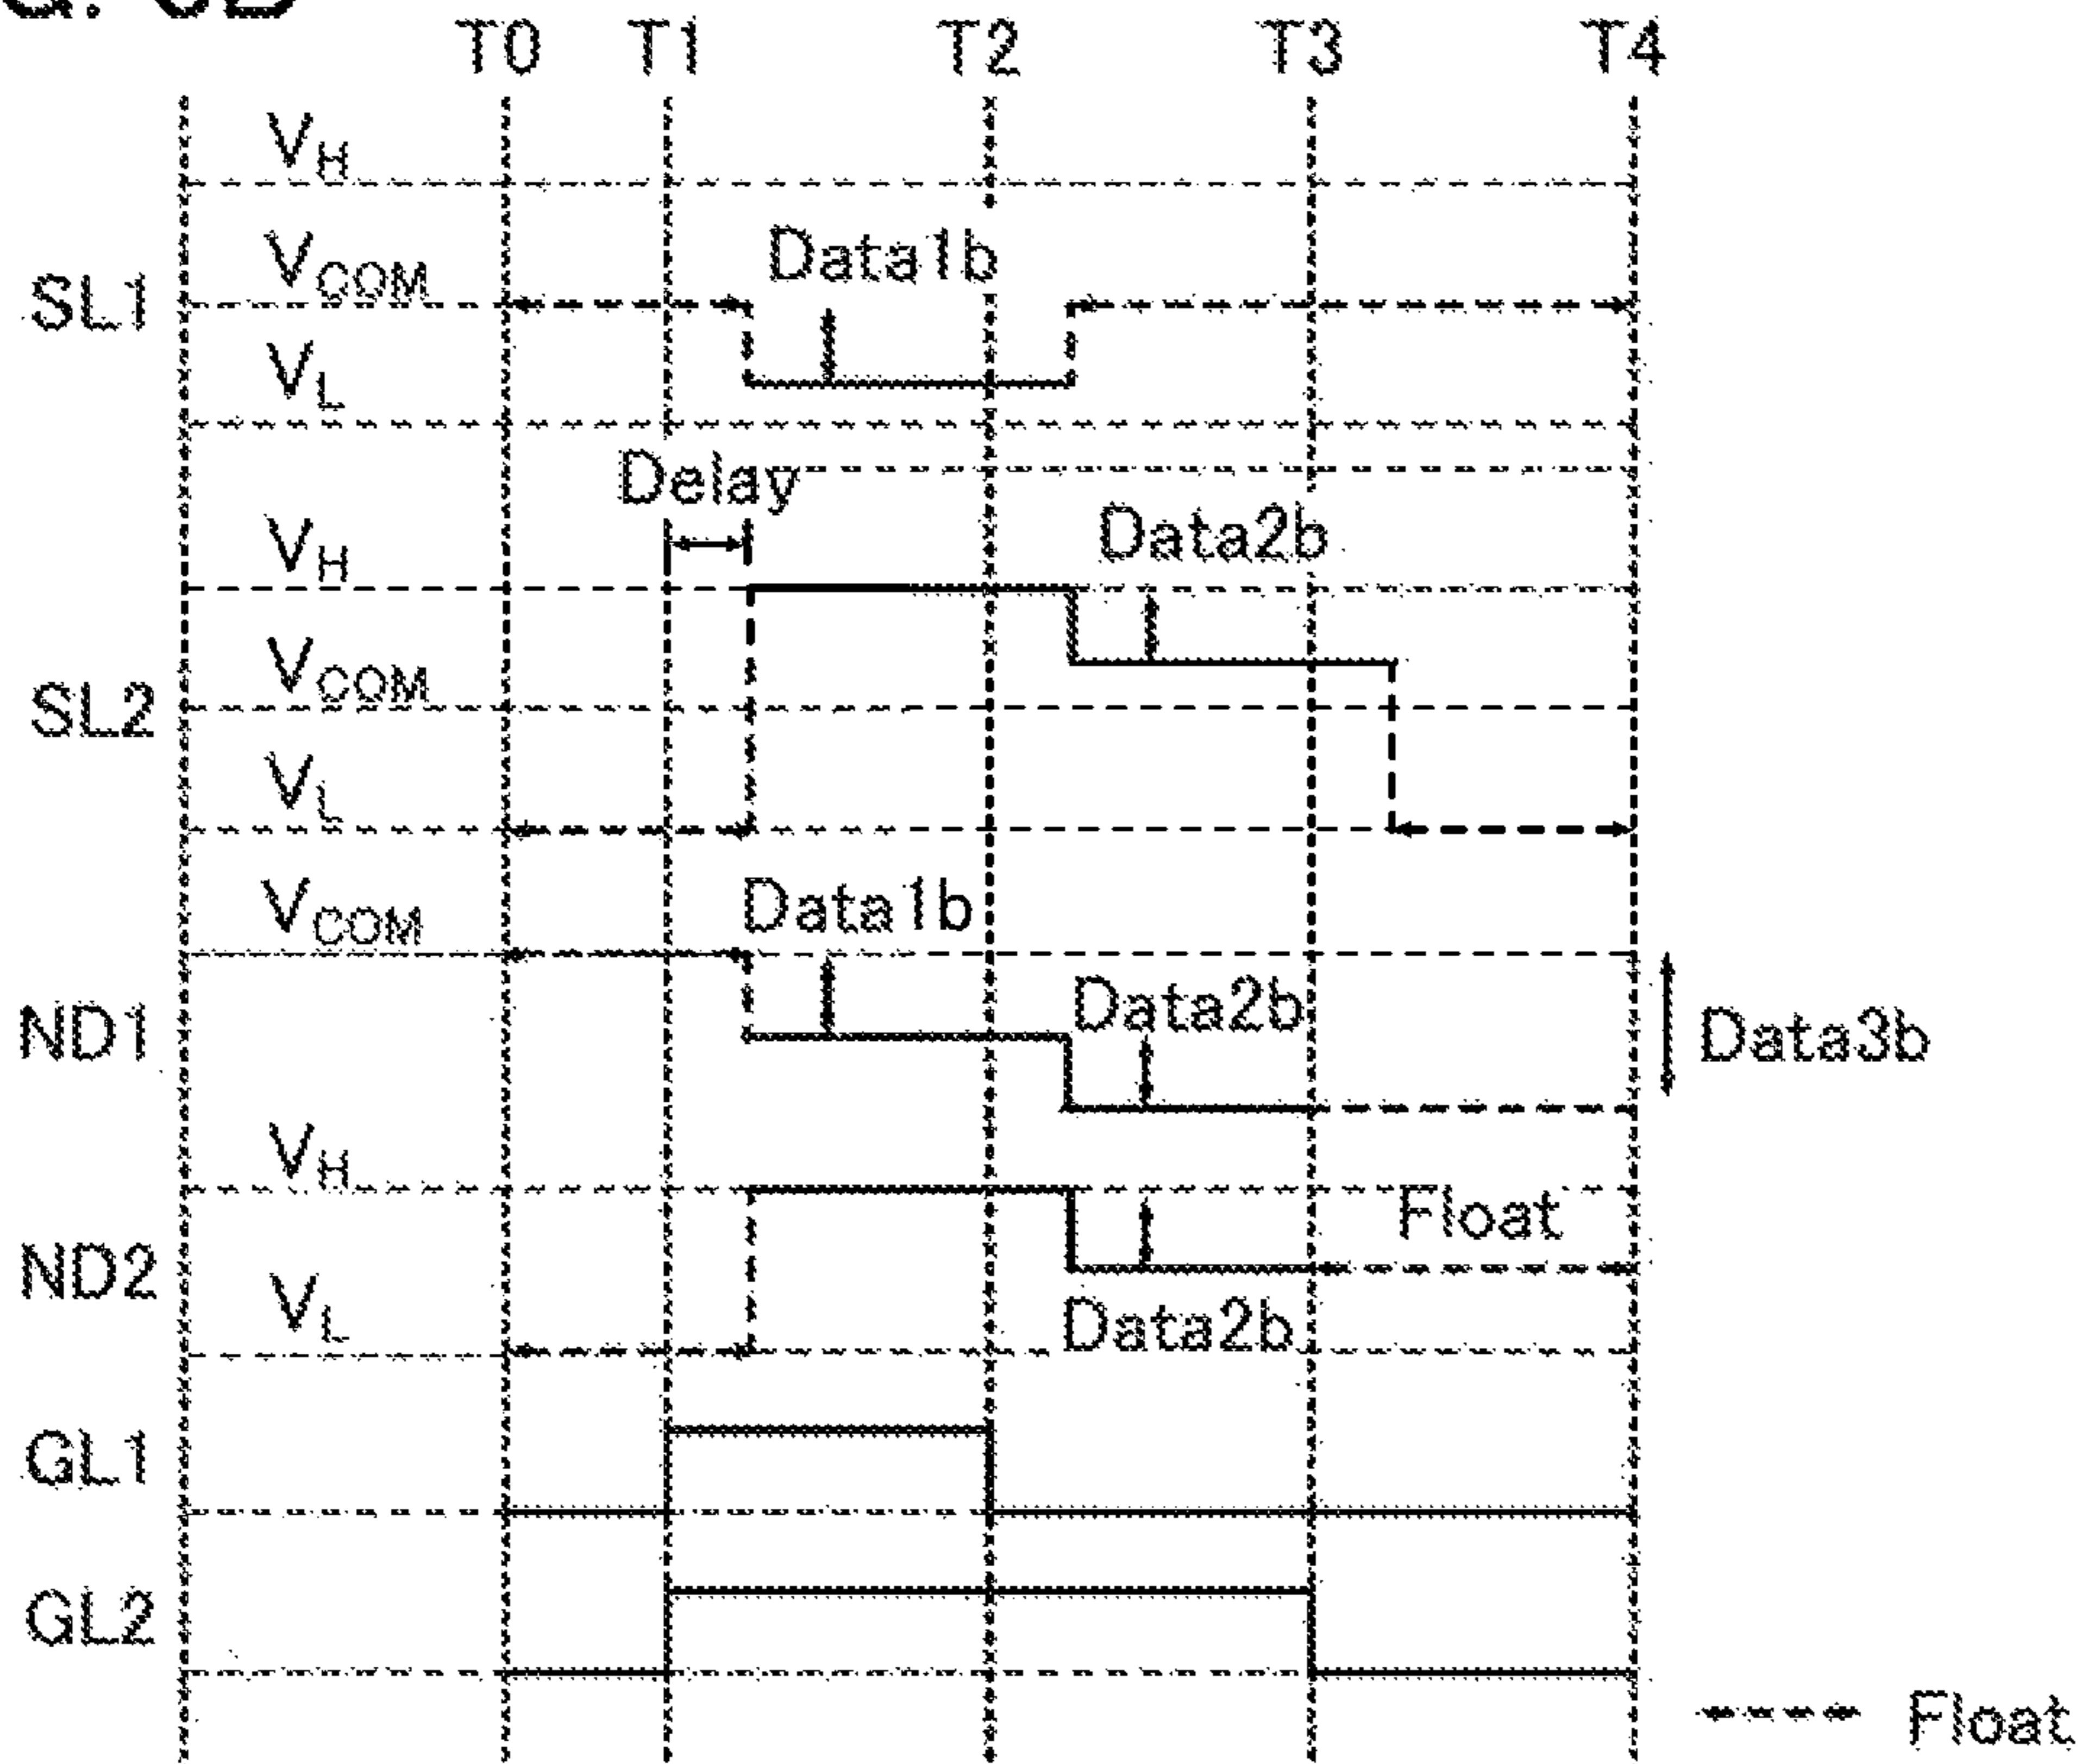 T0 T1 T2 T3 T4
VH
Data1b
VCOM
SL1
VL
Delay
VH
Data2b
VCOM
SL2
VL
VCOM
Data1b
Data2b
ND1
Data3b
VH
Float
ND2
VL
Data2b
GL1
GL2
Float